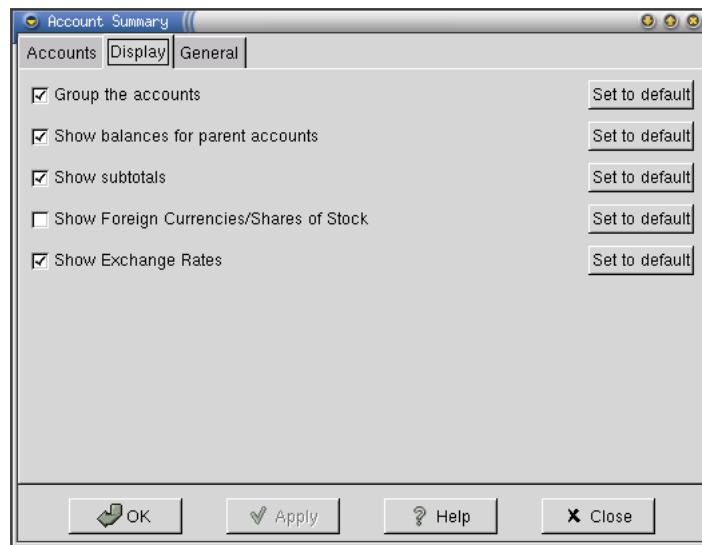 Account Summary
Accounts Display General
Group the accounts Set to default
Show balances for parent accounts Set to default
Show subtotals Set to default
Show Foreign Currencies/Shares of Stock Set to default
Show Exchange Rates Set to default
OK Apply Help Close